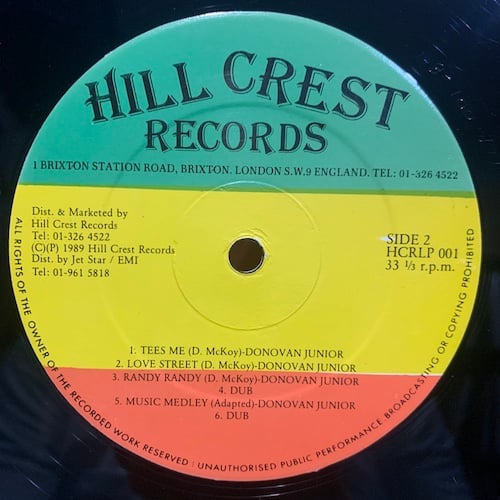 HILL CREST
RECORDS
1 BRIXTON STATION ROAD, BRIXTON. LONDON S.W.9 ENGLAND. TEL: 01-326 4522
Dist. & Marketed by
Hill Crest Records
Tel: 01-326 4522
(C)(P) 1989 Hill Crest Records
Dist. by Jet Star / EMI
Tel: 01-961 5818
SIDE 2
HCRLP 001
33 ⅓ r.p.m.
1. TEES ME (D. McKoy)-DONOVAN JUNIOR
2. LOVE STREET (D. McKoy)-DONOVAN JUNIOR
3. RANDY RANDY (D. McKoy)-DONOVAN JUNIOR
4. DUB
5. MUSIC MEDLEY (Adapted)-DONOVAN JUNIOR
6. DUB
ALL RIGHTS OF THE OWNER OF THE RECORDED WORK RESERVED : UNAUTHORISED PUBLIC PERFORMANCE BROADCASTING OR COPYING PROHIBITED